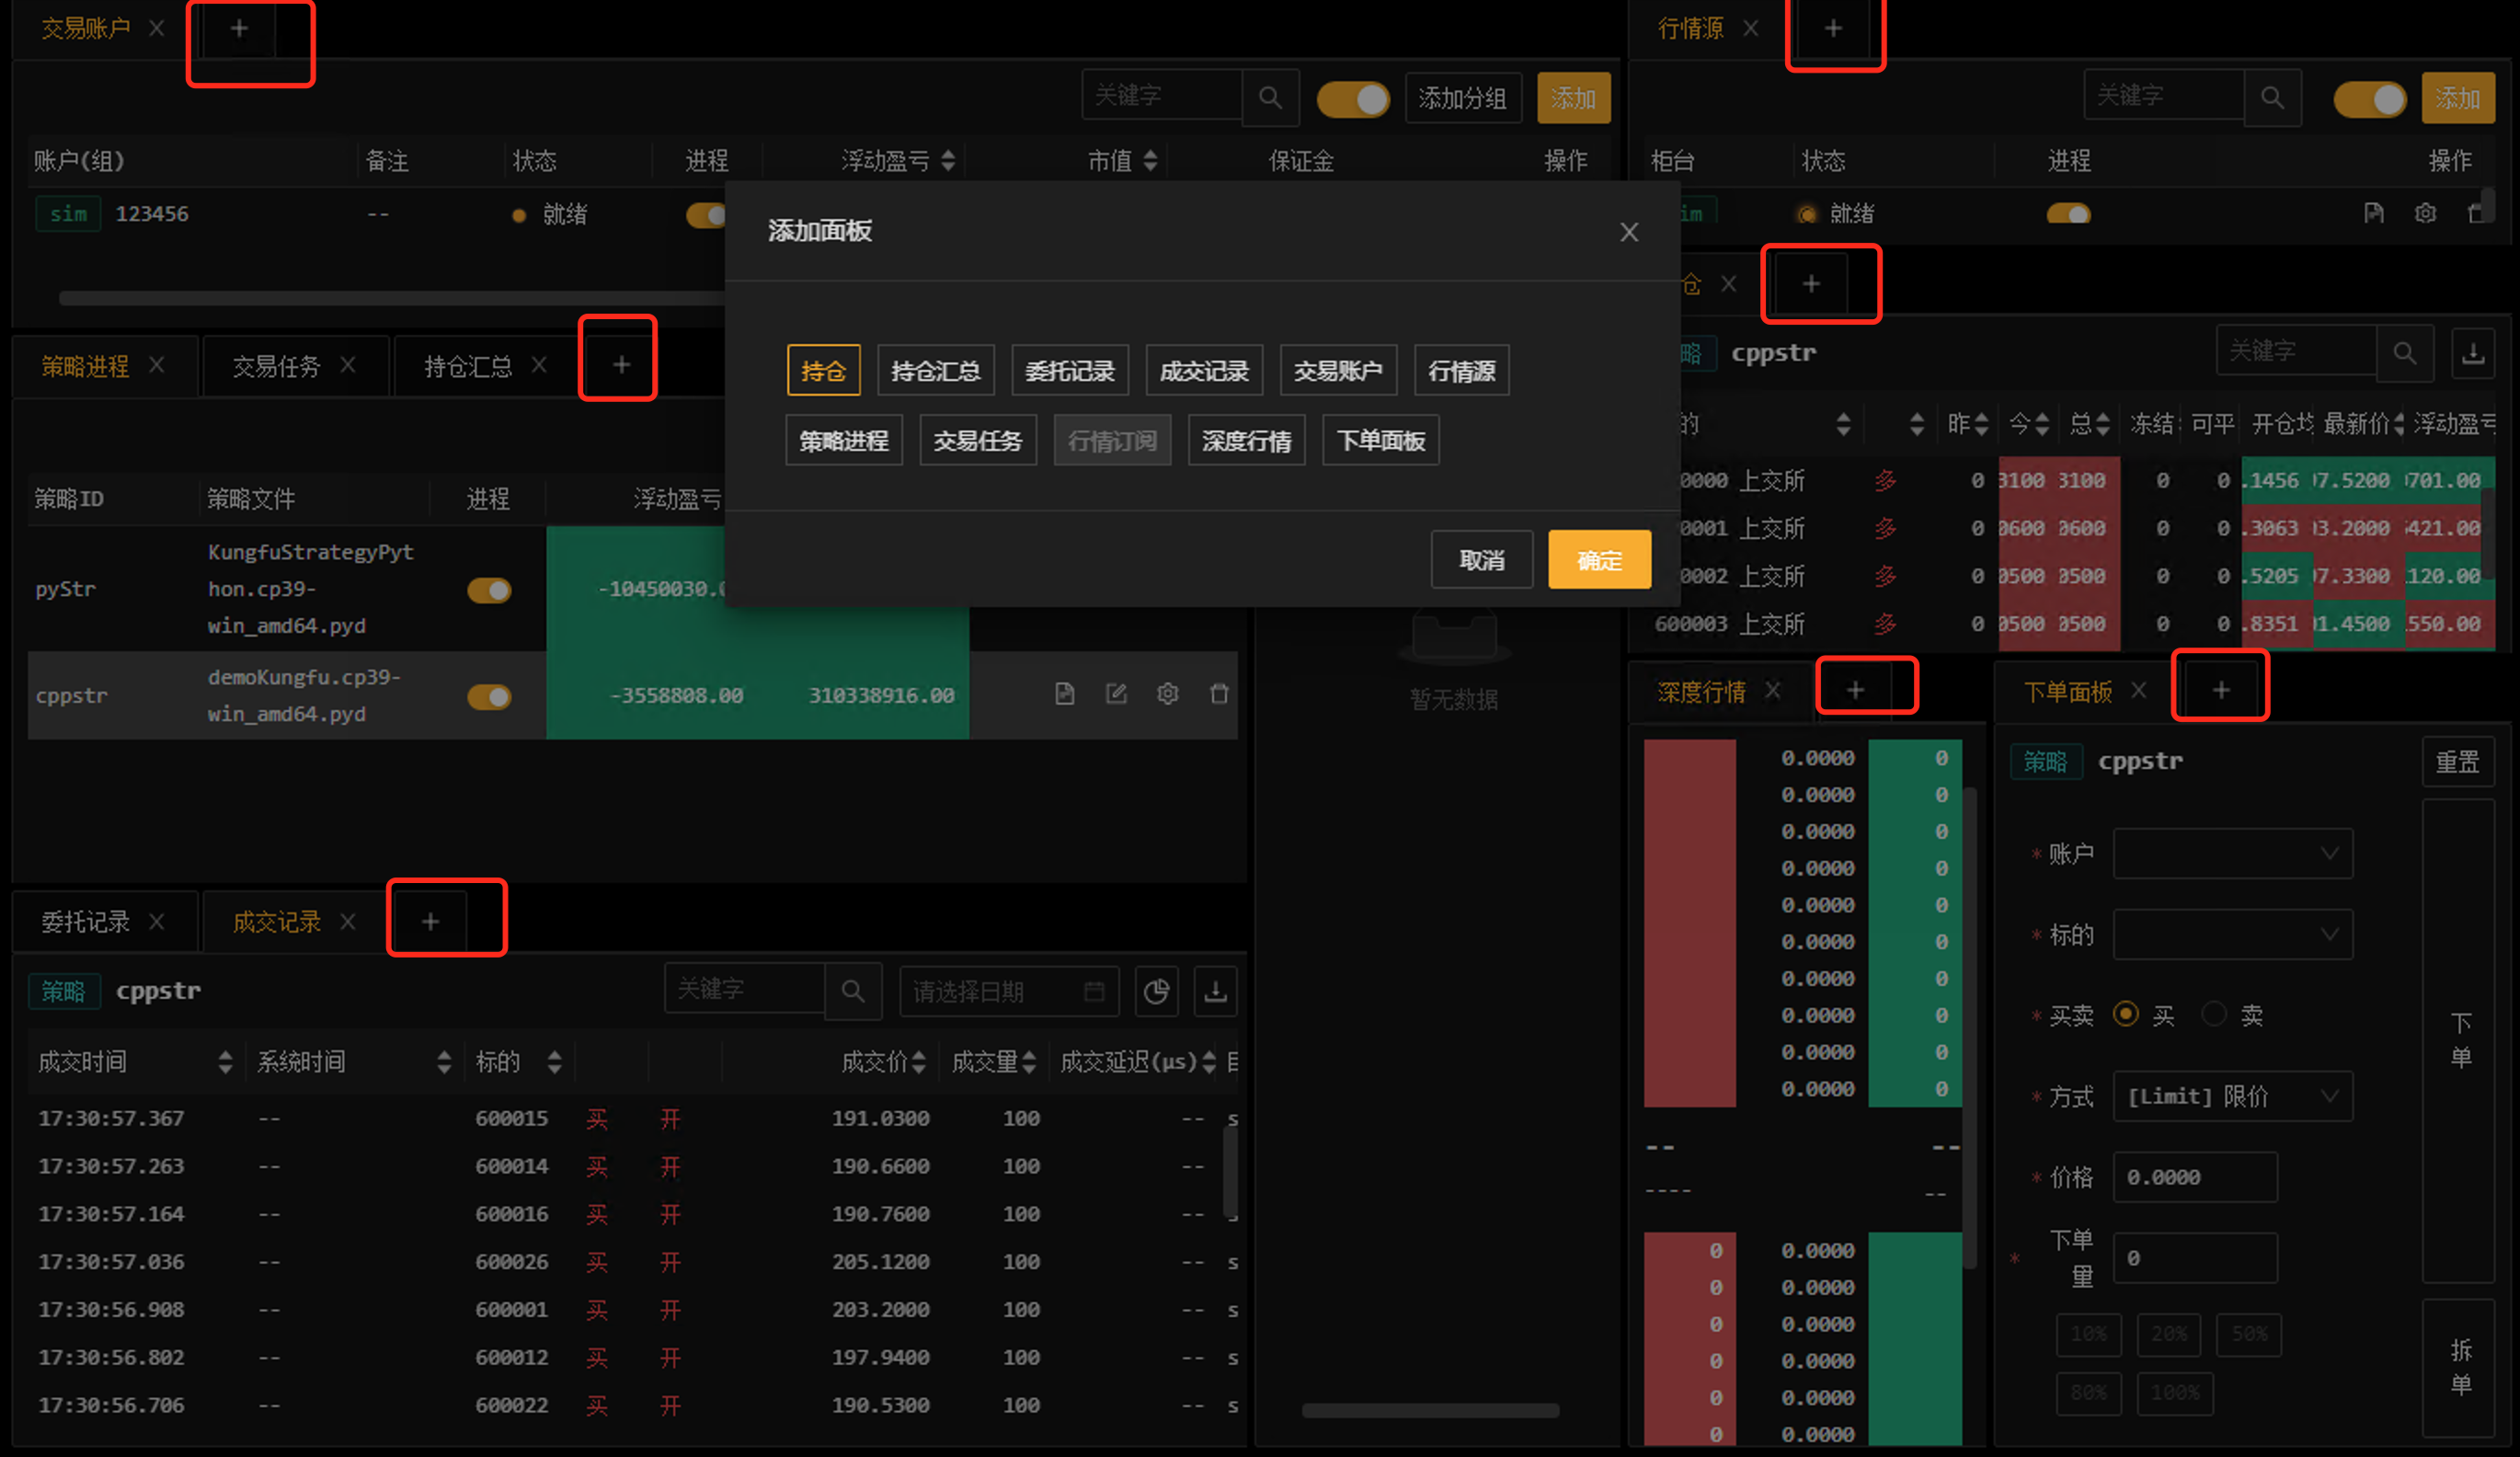 交易账户
行情源
关键字
添加分组
添加
关键字
添加
账户(组) 备注 状态 进程 浮动盈亏 市值 保证金 操作
柜台 状态 进程 操作
sim 123456 -- 就绪
就绪
添加面板
持仓 持仓汇总 委托记录 成交记录 交易账户 行情源
策略进程 交易任务 行情订阅 深度行情 下单面板
取消 确定
策略进程 交易任务 持仓汇总
策略ID 策略文件 进程 浮动盈亏
pyStr KungfuStrategyPyt
hon.cp39-
win_amd64.pyd
-10450030.0
cppstr demoKungfu.cp39-
win_amd64.pyd
-3558808.00 310338916.00
暂无数据
仓
略 cppstr 关键字
的 昨 今 总 冻结 可平 开仓均 最新价 浮动盈亏
0000 上交所 多 0 3100 3100 0 0 .1456 7.5200 701.00
0001 上交所 多 0 0600 0600 0 0 .3063 3.2000 421.00
0002 上交所 多 0 0500 0500 0 0 .5205 7.3300 120.00
600003 上交所 多 0 0500 0500 0 0 .8351 1.4500 550.00
委托记录 成交记录
策略 cppstr 关键字 请选择日期
成交时间 系统时间 标的 成交价 成交量 成交延迟(μs)
17:30:57.367 -- 600015 买 开 191.0300 100 -- s
17:30:57.263 -- 600014 买 开 190.6600 100 --
17:30:57.164 -- 600016 买 开 190.7600 100 --
17:30:57.036 -- 600026 买 开 205.1200 100 -- s
17:30:56.908 -- 600001 买 开 203.2000 100 -- s
17:30:56.802 -- 600012 买 开 197.9400 100 -- s
17:30:56.706 -- 600022 买 开 190.5300 100 -- s
深度行情
0.0000 0
0.0000 0
0.0000 0
0.0000 0
0.0000 0
0.0000 0
0.0000 0
0.0000 0
0.0000 0
0.0000 0
-- --
---- --
0 0.0000
0 0.0000
0 0.0000
0 0.0000
0 0.0000
0 0.0000
下单面板
策略 cppstr 重置
* 账户
* 标的
* 买卖 买 卖
* 方式 [Limit] 限价
* 价格 0.0000
* 下单
量
0
10% 20% 50%
80% 100%
下
单
拆
单